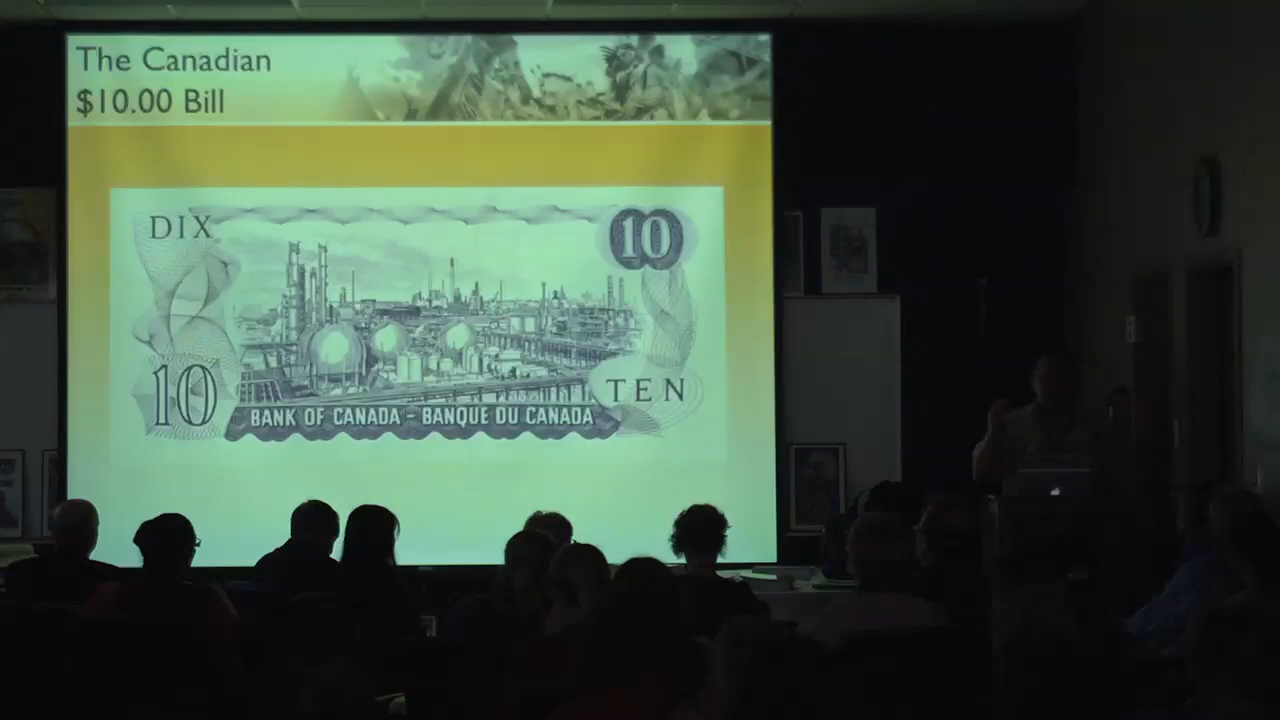 The Canadian
$10.00 Bill
DIX
10
10
TEN
BANK OF CANADA - BANQUE DU CANADA